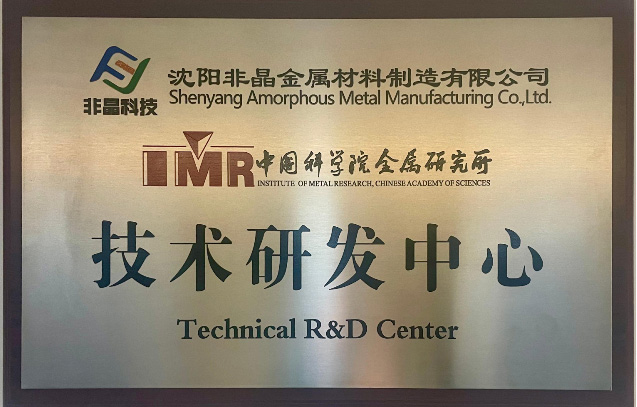 非晶科技
沈阳非晶金属材料制造有限公司
Shenyang Amorphous Metal Manufacturing Co.,Ltd.
IMR 中国科学院金属研究所
INSTITUTE OF METAL RESEARCH, CHINESE ACADEMY OF SCIENCES
技术研发中心
Technical R&D Center